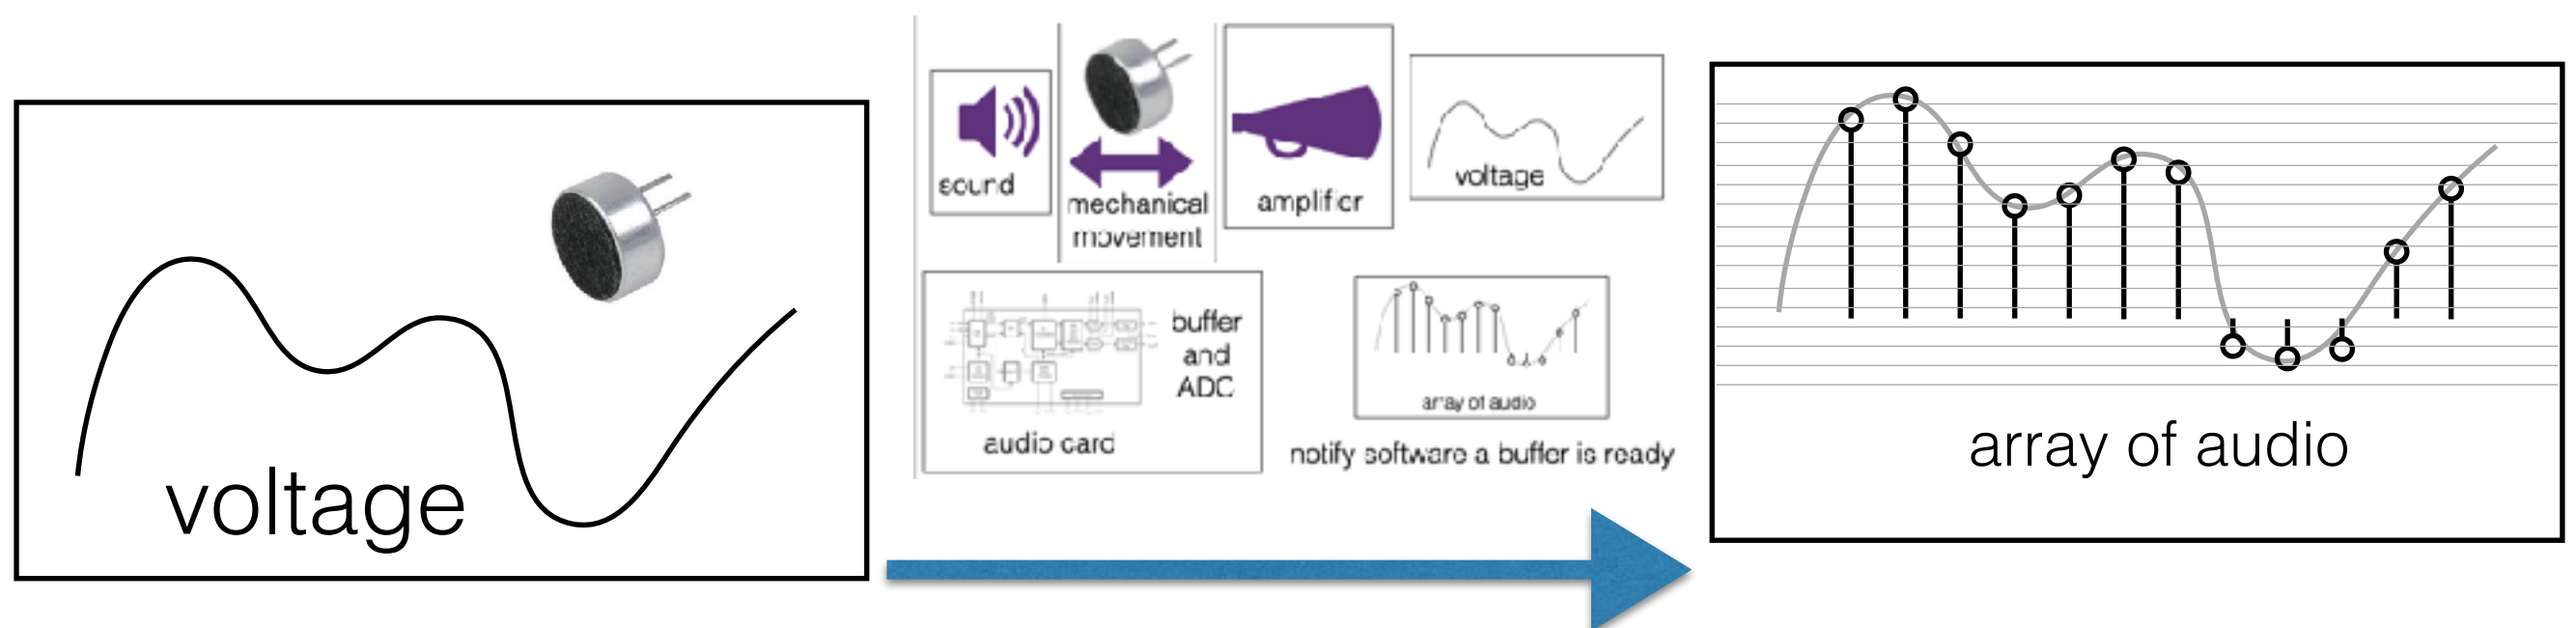 voltage
sound
mechanical
movement
amplifier
voltage
buffer
and
ADC
audio card
array of audio
notify software a buffer is ready
array of audio